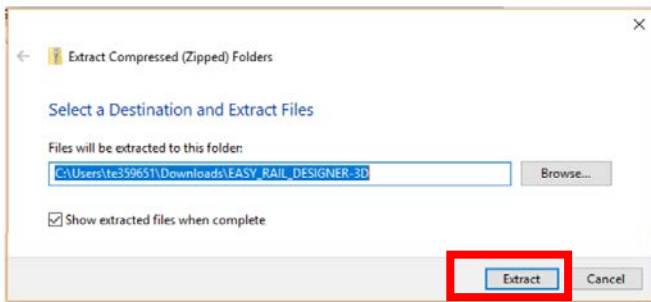 Extract Compressed (Zipped) Folders
Select a Destination and Extract Files
Files will be extracted to this folder:
C:\Users\te359651\Downloads\EASY_RAIL_DESIGNER-3D
Browse...
Show extracted files when complete
Extract Cancel